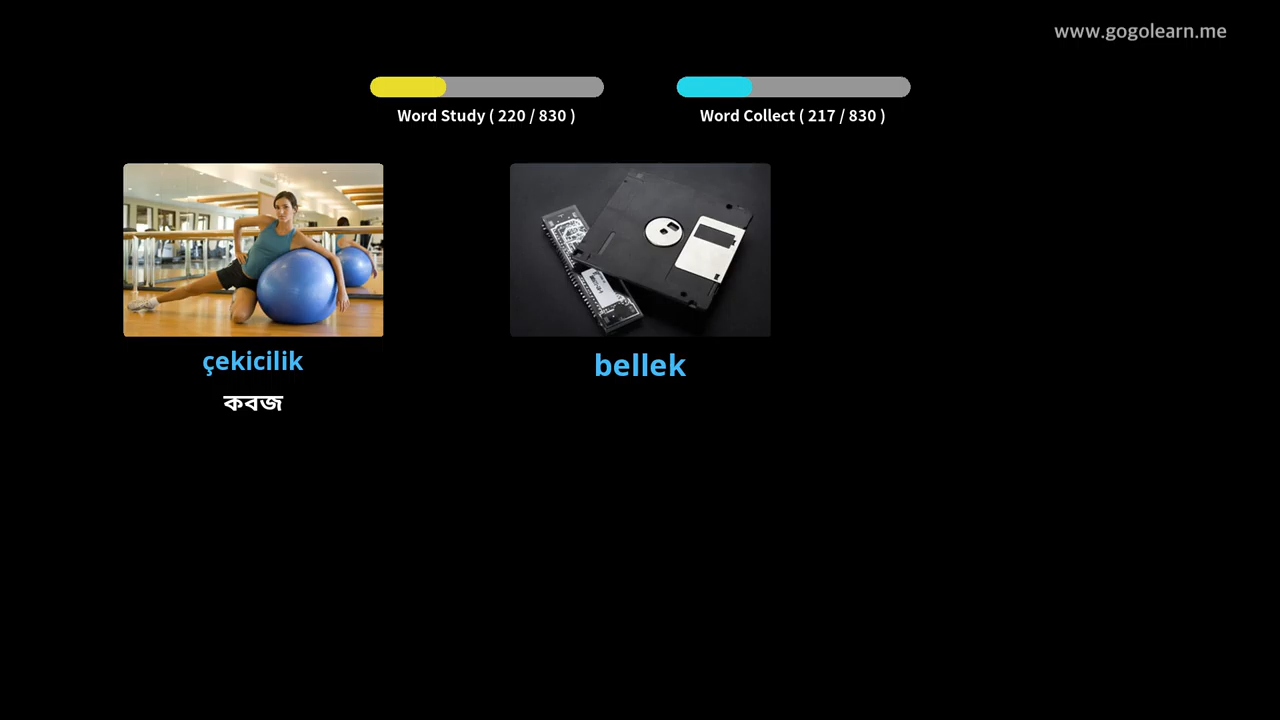 www.gogolearn.me
Word Study ( 220 / 830 )
Word Collect ( 217 / 830 )
çekicilik
কবজ
bellek